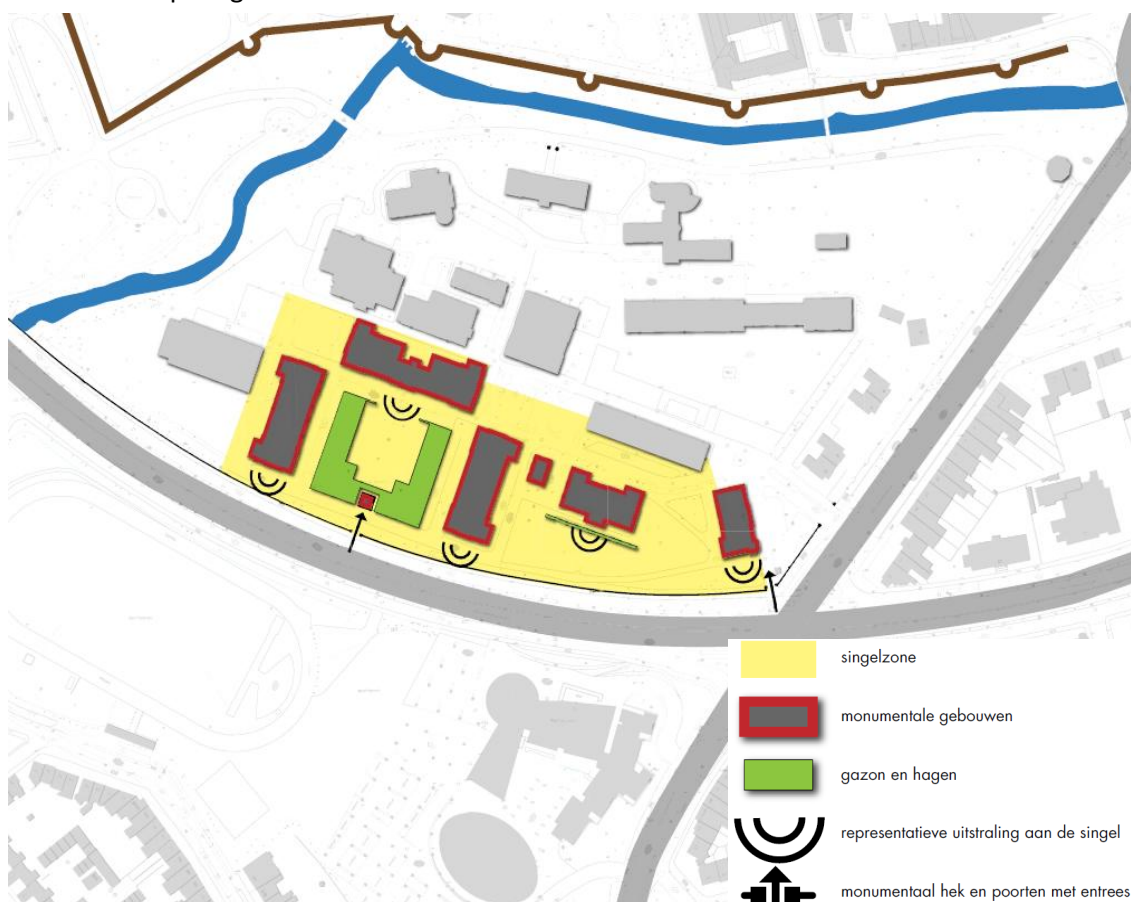 singelzone
monumentale gebouwen
gazon en hagen
representatieve uitstraling aan de singel
monumentaal hek en poorten met entrees